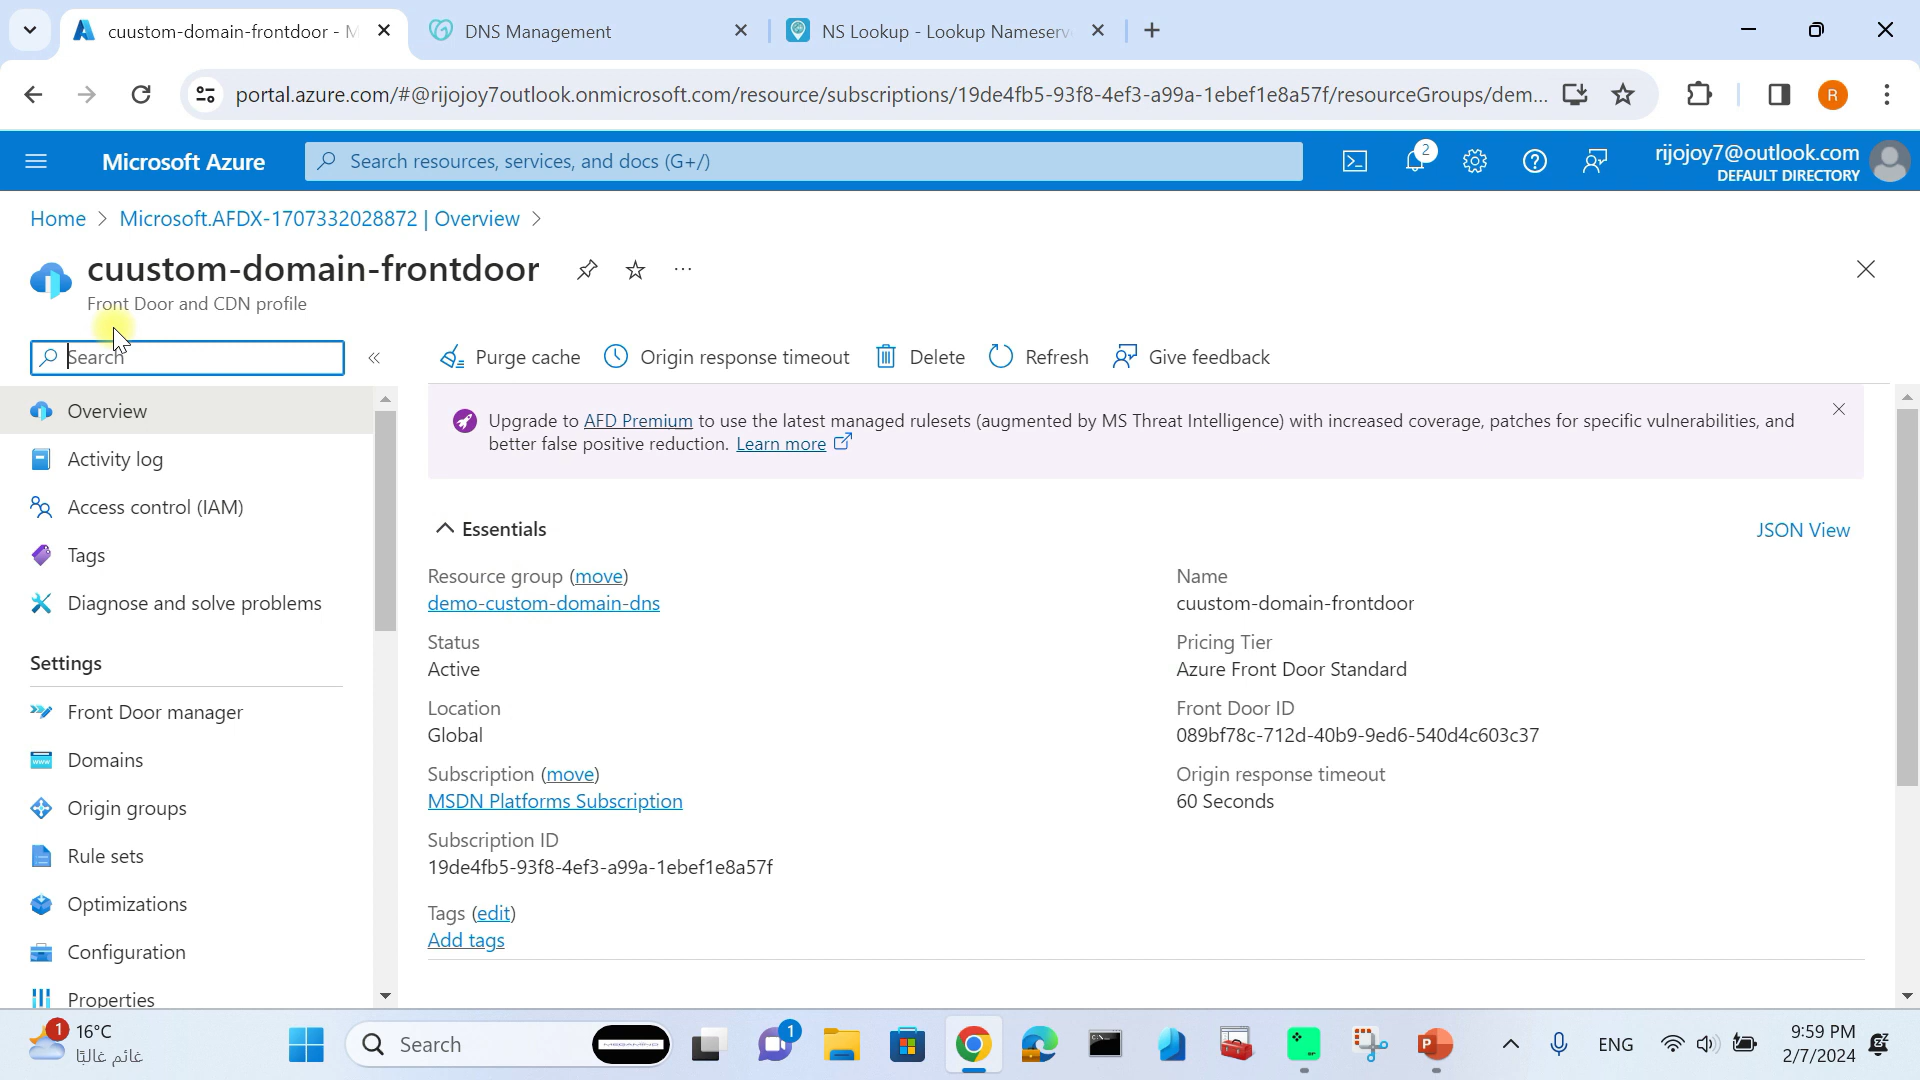 cuustom-domain-frontdoor - M
DNS Management
NS Lookup - Lookup Nameserv
portal.azure.com/#@rijojoy7outlook.onmicrosoft.com/resource/subscriptions/19de4fb5-93f8-4ef3-a99a-1ebef1e8a57f/resourceGroups/dem...
R
Microsoft Azure
Search resources, services, and docs (G+/)
2
rijojoy7@outlook.com
DEFAULT DIRECTORY
Home > Microsoft.AFDX-1707332028872 | Overview >
cuustom-domain-frontdoor
Front Door and CDN profile
Search
Purge cache
Origin response timeout
Delete
Refresh
Give feedback
Overview
Activity log
Access control (IAM)
Tags
Diagnose and solve problems
Settings
Front Door manager
Domains
Origin groups
Rule sets
Optimizations
Configuration
Properties
Upgrade to AFD Premium to use the latest managed rulesets (augmented by MS Threat Intelligence) with increased coverage, patches for specific vulnerabilities, and
better false positive reduction. Learn more
Essentials
JSON View
Resource group (move)
demo-custom-domain-dns
Status
Active
Location
Global
Subscription (move)
MSDN Platforms Subscription
Subscription ID
19de4fb5-93f8-4ef3-a99a-1ebef1e8a57f
Tags (edit)
Add tags
Name
cuustom-domain-frontdoor
Pricing Tier
Azure Front Door Standard
Front Door ID
089bf78c-712d-40b9-9ed6-540d4c603c37
Origin response timeout
60 Seconds
1
16°C
غائم غالبًا
Search
1
ENG
9:59 PM
2/7/2024